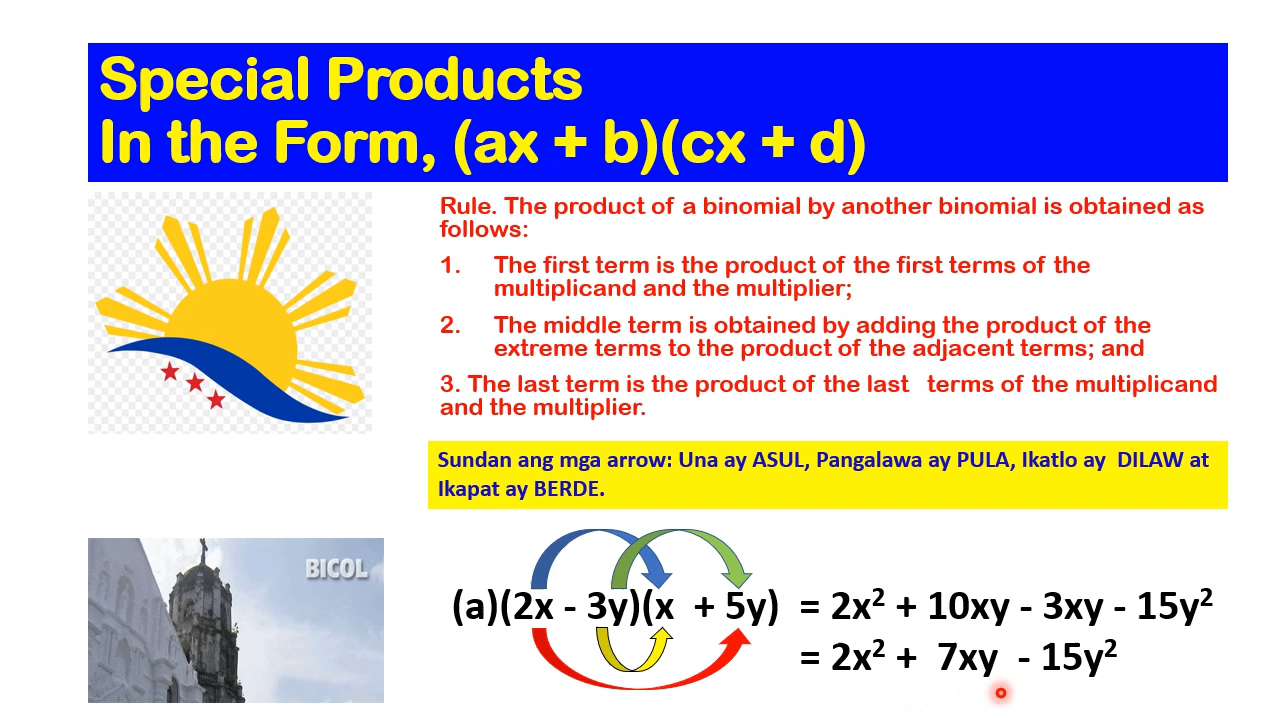 Special Products
In the Form, (ax + b)(cx + d)
Rule. The product of a binomial by another binomial is obtained as
follows:
1. The first term is the product of the first terms of the
multiplicand and the multiplier;
2. The middle term is obtained by adding the product of the
extreme terms to the product of the adjacent terms; and
3. The last term is the product of the last terms of the multiplicand
and the multiplier.
Sundan ang mga arrow: Una ay ASUL, Pangalawa ay PULA, Ikatlo ay DILAW at
Ikapat ay BERDE.
BICOL
(a)(2x - 3y)(x + 5y) = 2x² + 10xy - 3xy - 15y²
= 2x² + 7xy - 15y²